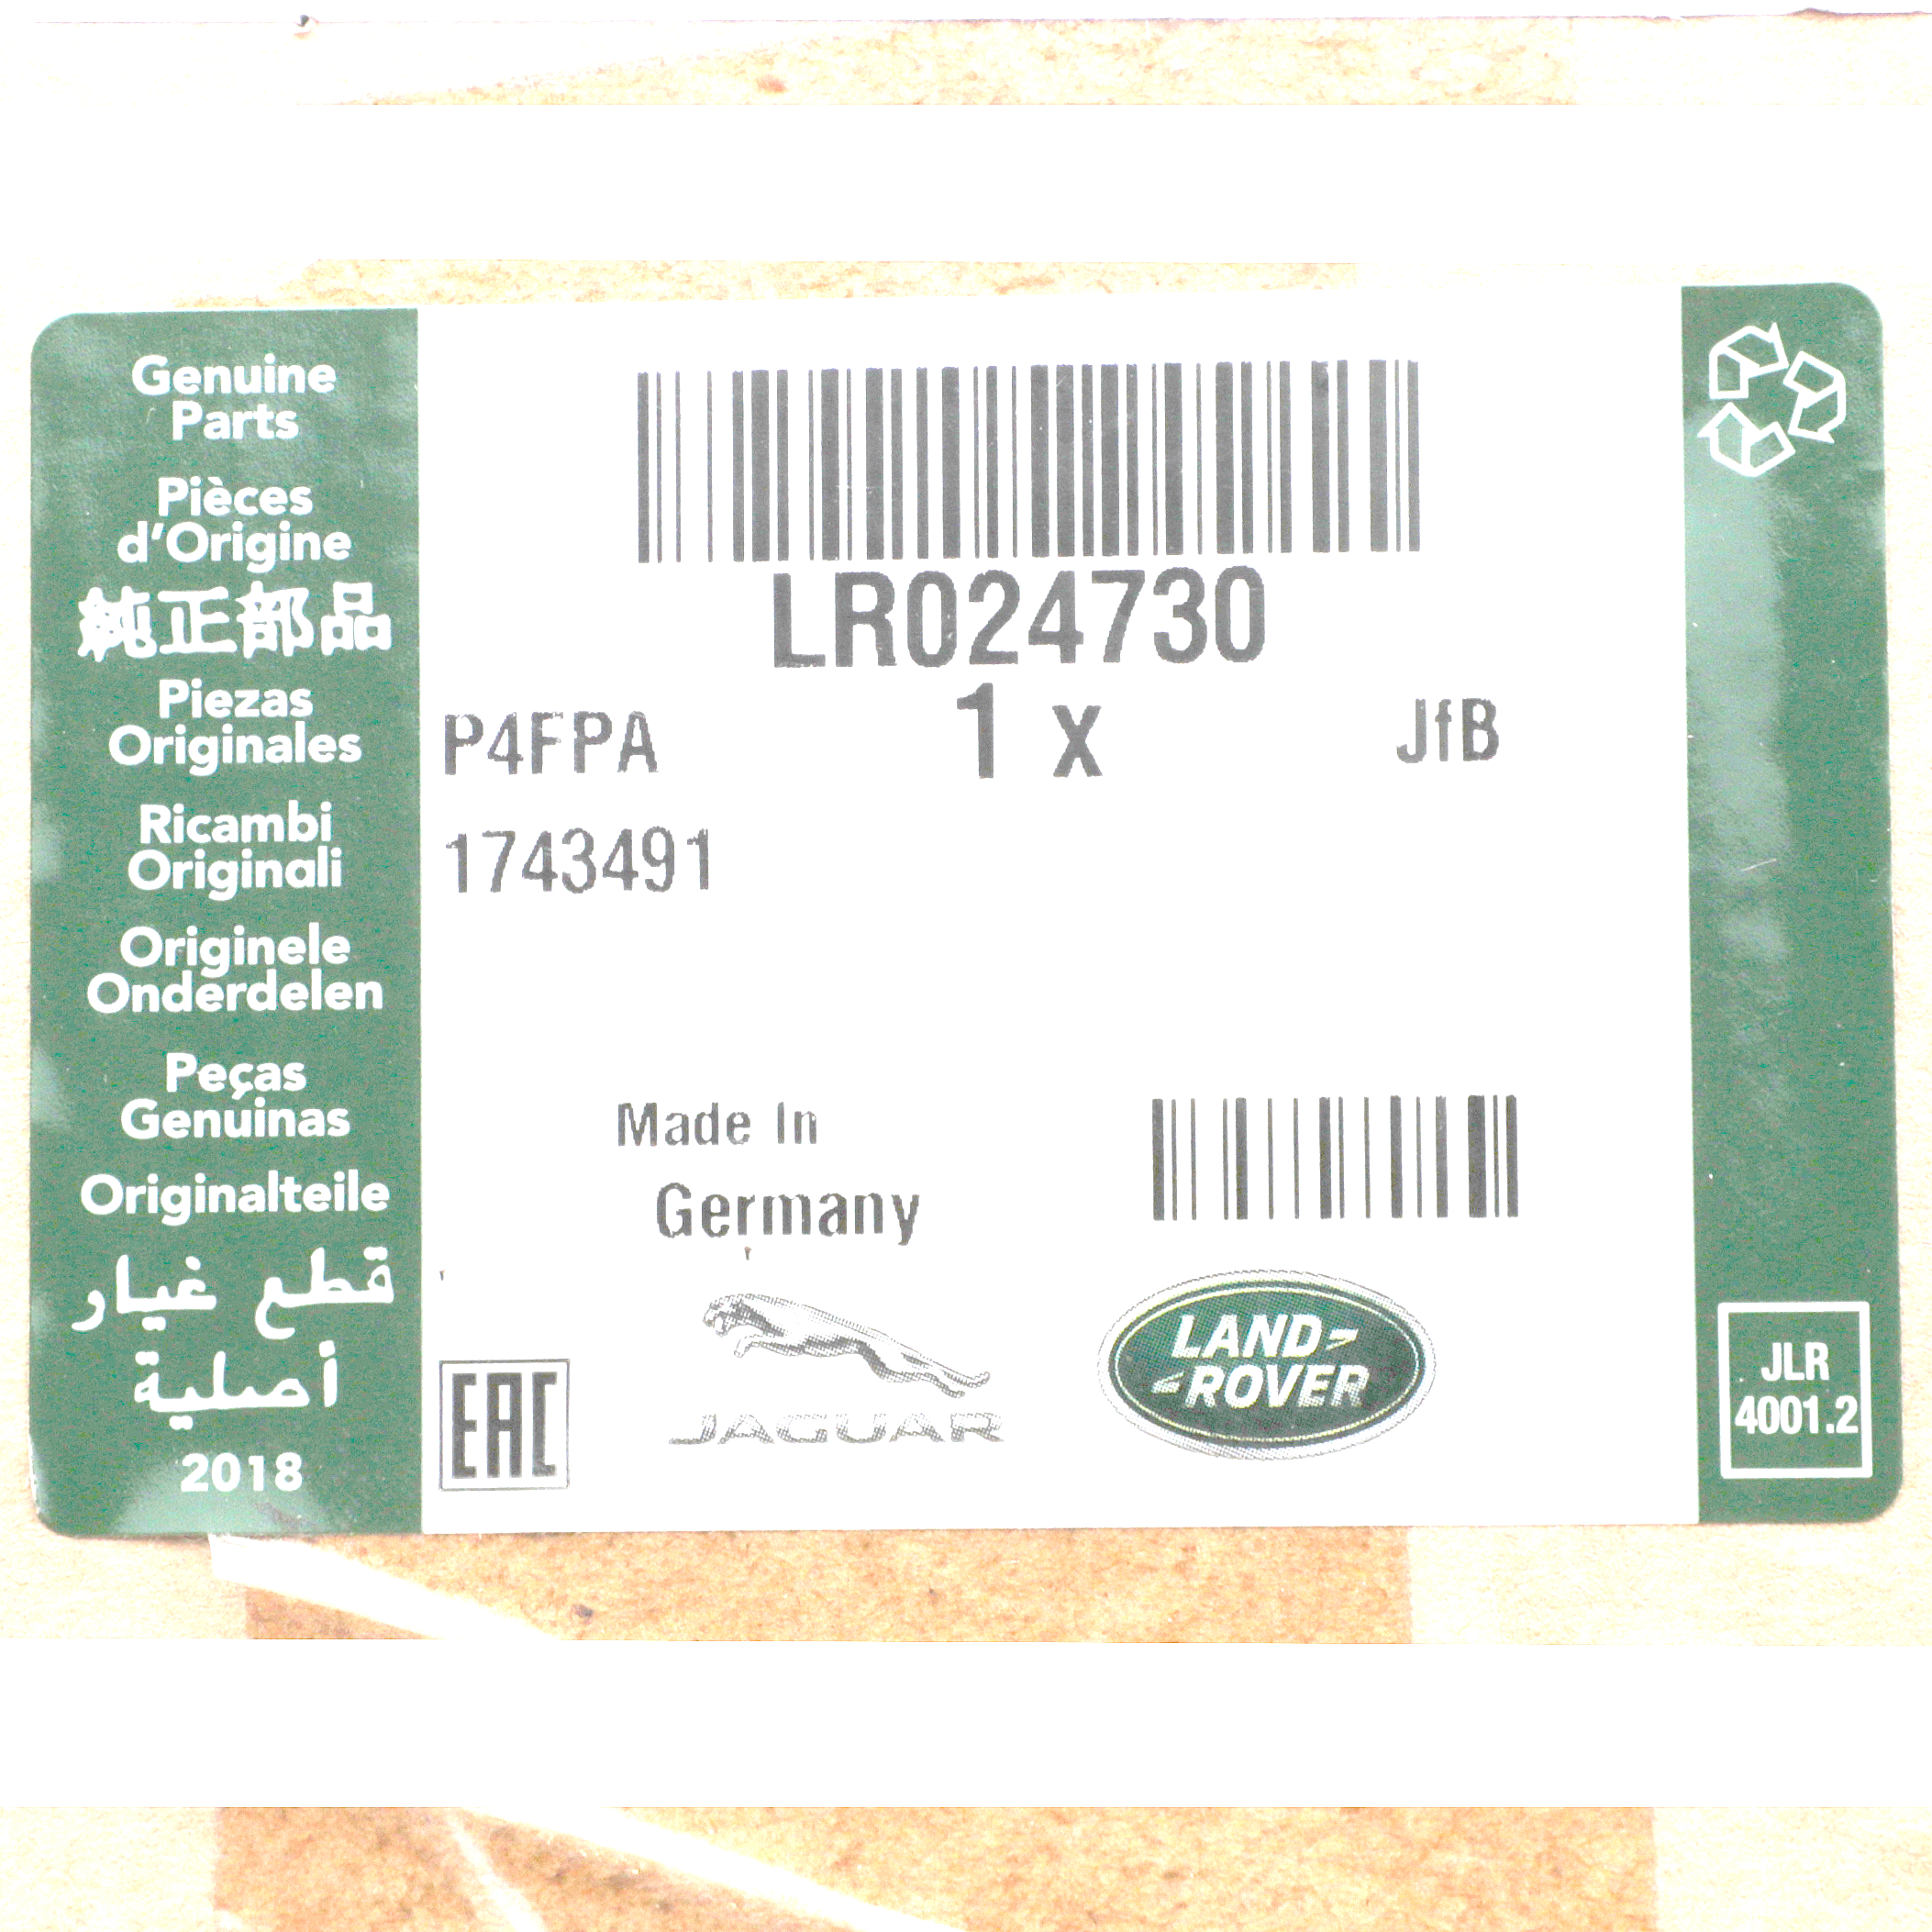 Genuine
Parts
Pièces
d'Origine
純正部品
Piezas
Originales
Ricambi
Originali
Originele
Onderdelen
Peças
Genuínas
Originalteile
قطع غيار
أصلية
2018
LR024730
P4FPA 1 x JfB
1743491
Made In
Germany
EAC
JAGUAR
LAND
ROVER
JLR
4001.2